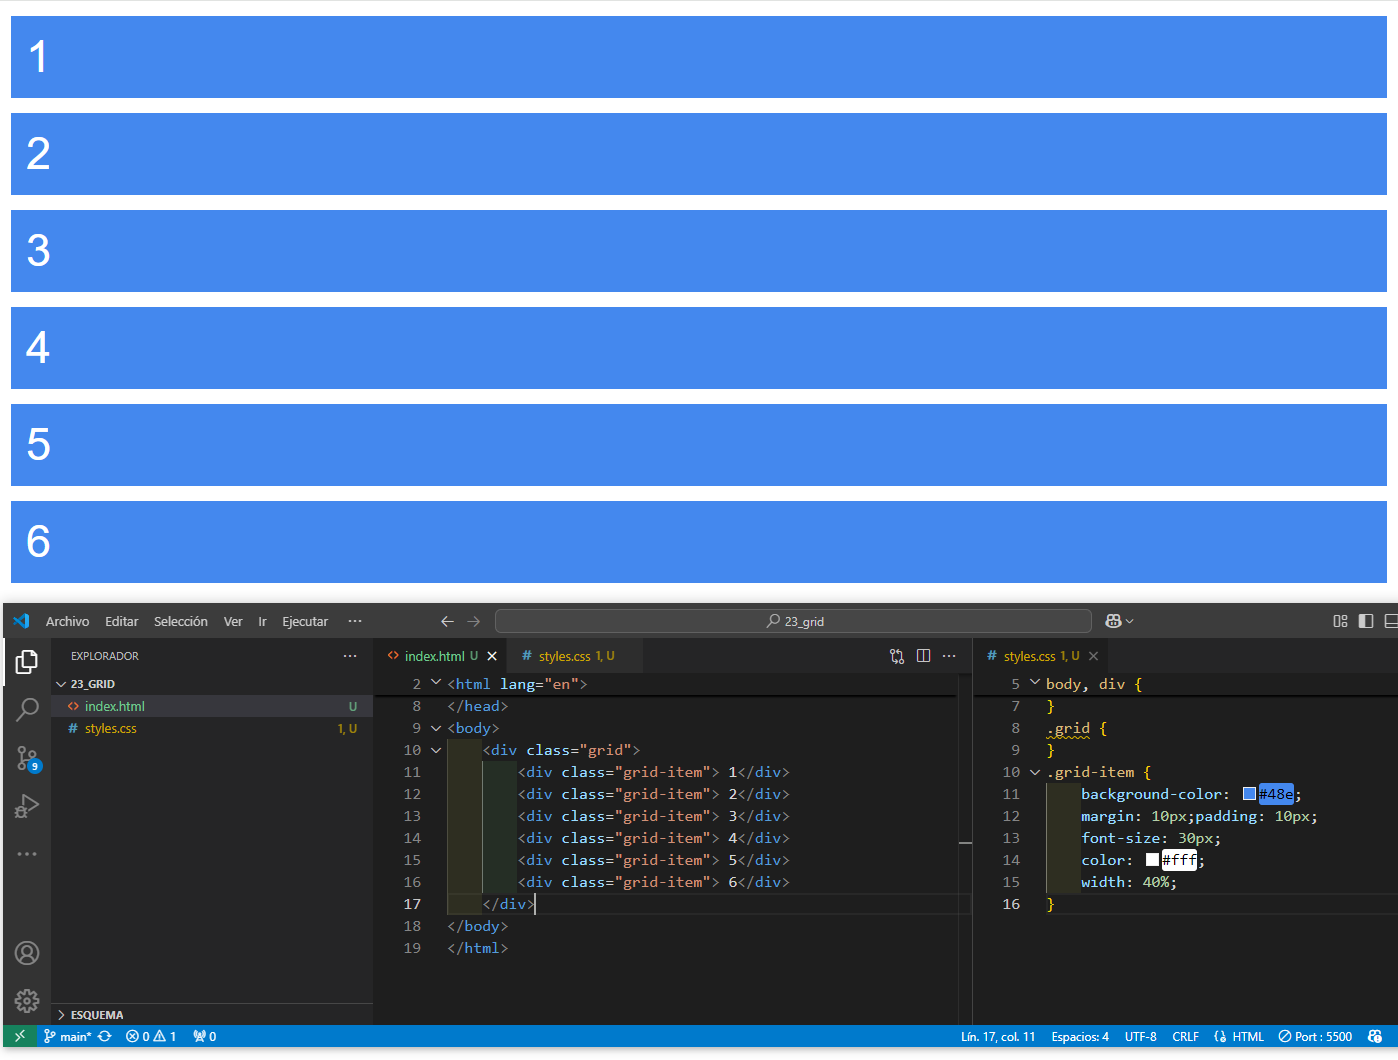 1
2
3
4
5
6
Archivo Editar Selección Ver Ir Ejecutar ···
23_grid
EXPLORADOR ···
23_GRID
index.html U
styles.css 1, U
ESQUEMA
index.html U
styles.css 1, U
2 <html lang="en">
8 </head>
9 <body>
10 <div class="grid">
11 <div class="grid-item"> 1</div>
12 <div class="grid-item"> 2</div>
13 <div class="grid-item"> 3</div>
14 <div class="grid-item"> 4</div>
15 <div class="grid-item"> 5</div>
16 <div class="grid-item"> 6</div>
17 </div>
18 </body>
19 </html>
styles.css 1, U
5 body, div {
7 }
8 .grid {
9 }
10 .grid-item {
11 background-color: #48e;
12 margin: 10px;padding: 10px;
13 font-size: 30px;
14 color: #fff;
15 width: 40%;
16 }
9
main* 0 1 0 Lín. 17, col. 11 Espacios: 4 UTF-8 CRLF HTML Port : 5500